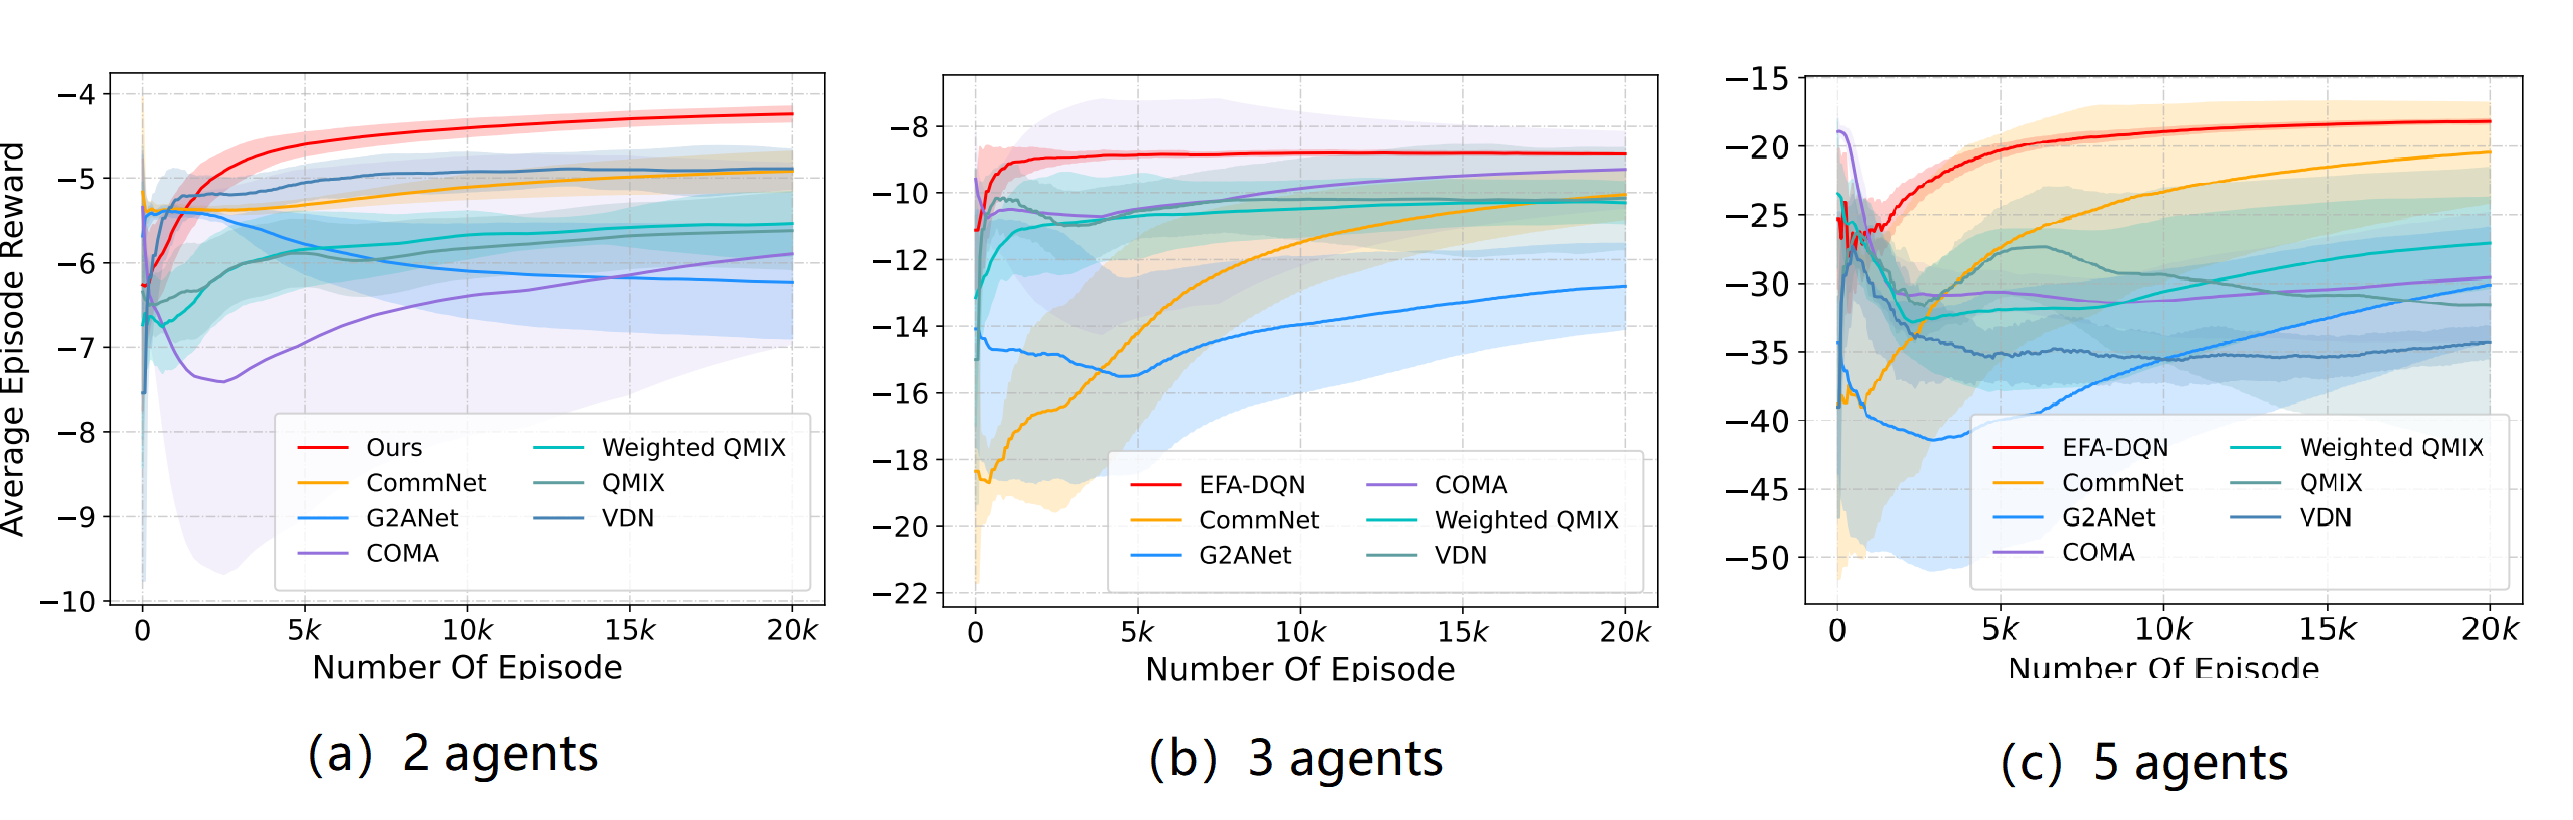 Average Episode Reward
−4
−5
−6
−7
−8
−9
−10
0 5k 10k 15k 20k
Number Of Episode
Ours
CommNet
G2ANet
COMA
Weighted QMIX
QMIX
VDN
(a) 2 agents
−8
−10
−12
−14
−16
−18
−20
−22
0 5k 10k 15k 20k
Number Of Episode
EFA-DQN
CommNet
G2ANet
COMA
Weighted QMIX
VDN
(b) 3 agents
−15
−20
−25
−30
−35
−40
−45
−50
0 5k 10k 15k 20k
Number Of Episode
EFA-DQN
CommNet
G2ANet
COMA
Weighted QMIX
QMIX
VDN
(c) 5 agents